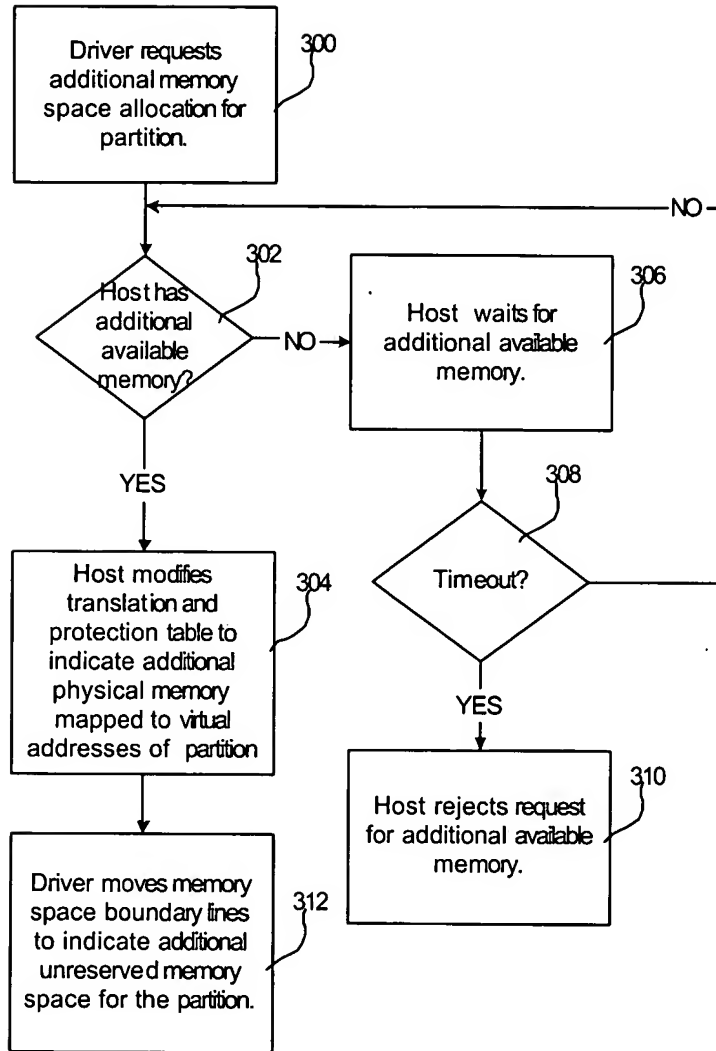 Driver requests
additional memory
space allocation for
partition.
300
NO
302
Host has
additional
available
memory?
NO
306
Host waits for
additional available
memory.
YES
308
Timeout?
304
Host modifies
translation and
protection table to
indicate additional
physical memory
mapped to virtual
addresses of partition
YES
310
Host rejects request
for additional available
memory.
312
Driver moves memory
space boundary lines
to indicate additional
unreserved memory
space for the partition.